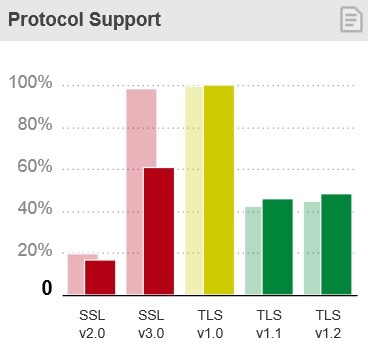 Protocol Support
100%
80%
60%
40%
20%
0
SSL SSL TLS TLS TLS
v2.0 v3.0 v1.0 v1.1 v1.2